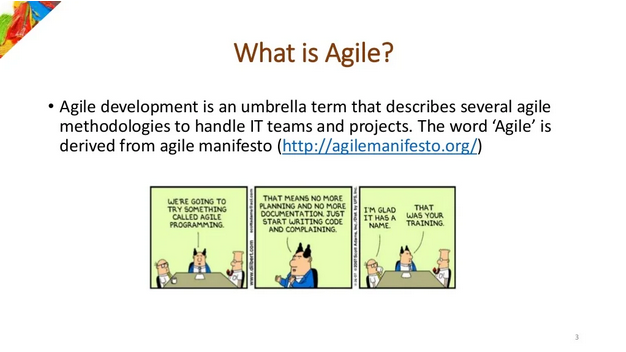 What is Agile?
• Agile development is an umbrella term that describes several agile
methodologies to handle IT teams and projects. The word ‘Agile’ is
derived from agile manifesto (http://agilemanifesto.org/)
WE'RE GOING TO
TRY SOMETHING
CALLED AGILE
PROGRAMMING.
THAT MEANS NO MORE
PLANNING AND NO MORE
DOCUMENTATION. JUST
START WRITING CODE
AND COMPLAINING.
I'M GLAD
IT HAS A
NAME.
THAT
WAS YOUR
TRAINING.
www.dilbert.com
3